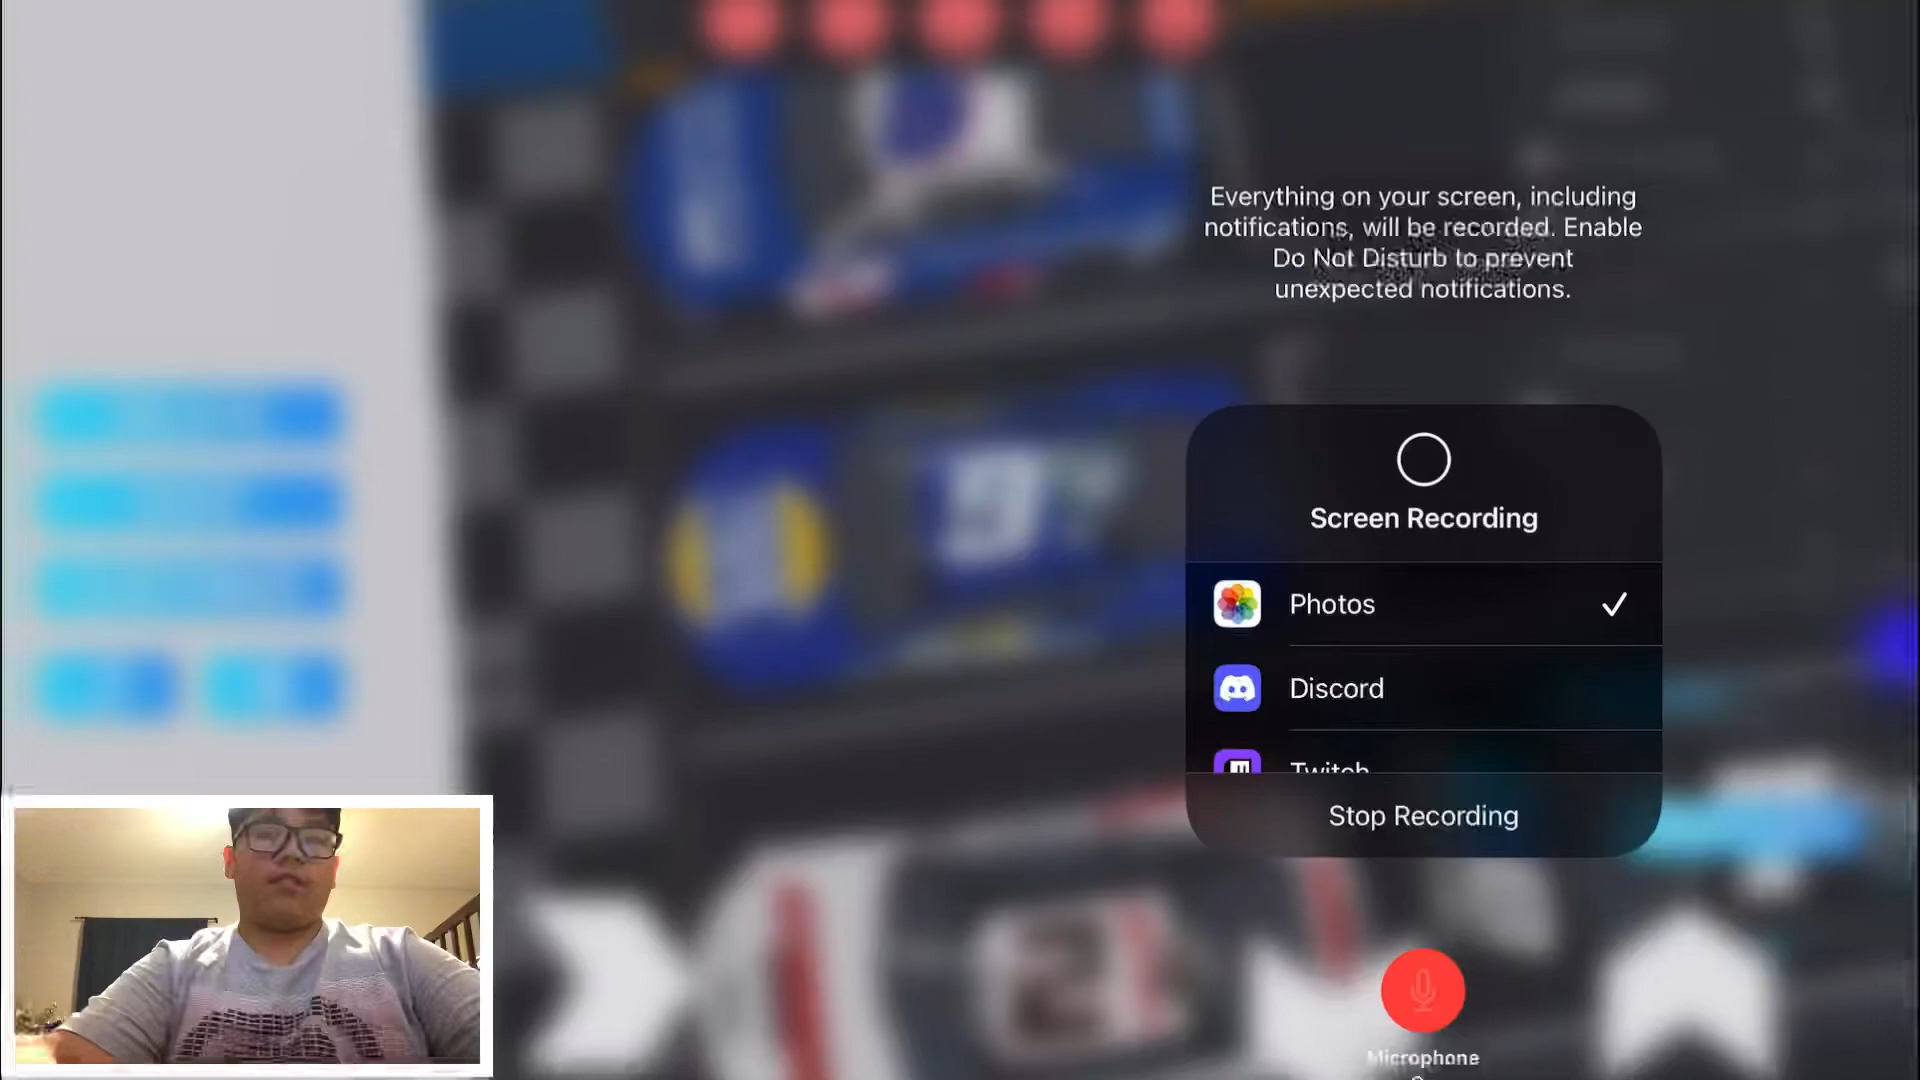 Everything on your screen, including
notifications, will be recorded. Enable
Do Not Disturb to prevent
unexpected notifications.
Screen Recording
Photos
Discord
Twitch
Stop Recording
Microphone